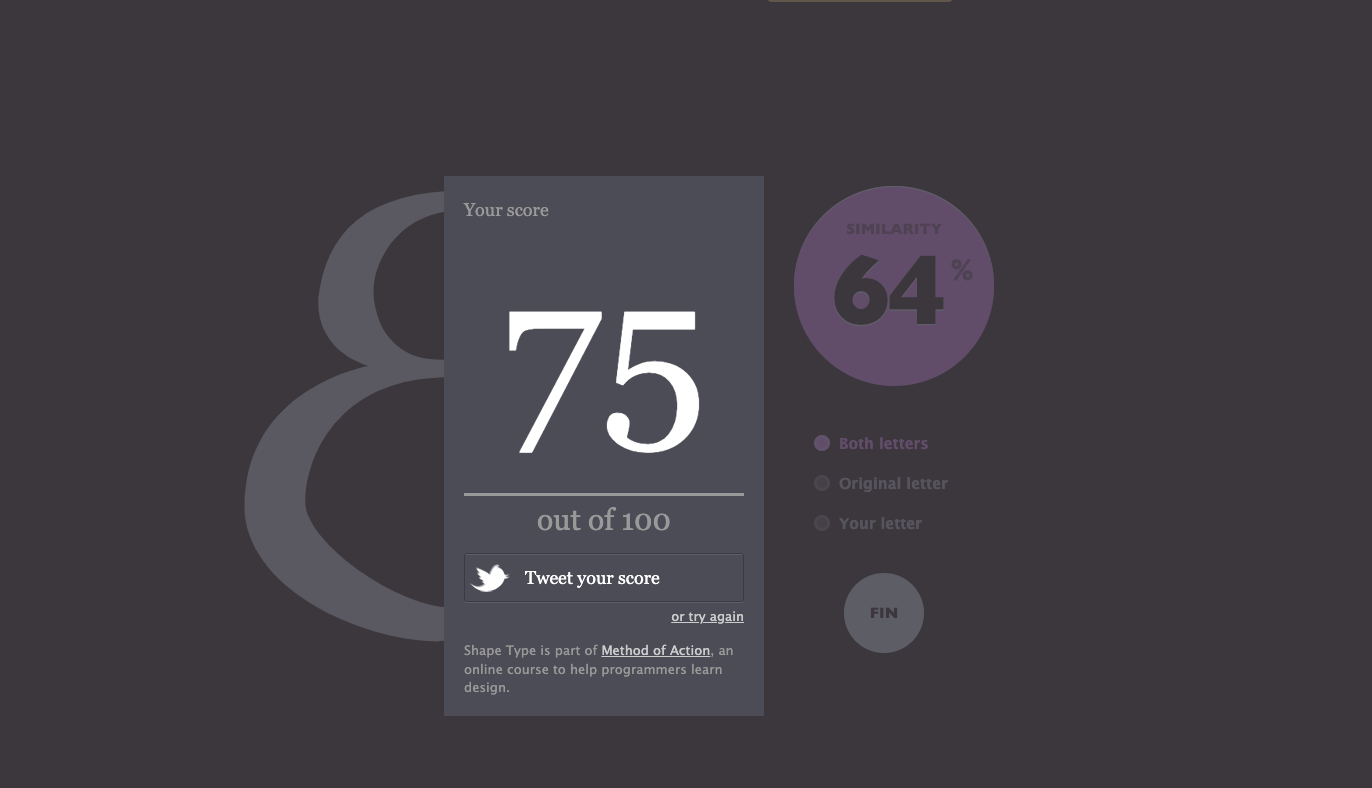 Your score
75
out of 100
Tweet your score
or try again
Shape Type is part of Method of Action, an
online course to help programmers learn
design.
SIMILARITY
64%
Both letters
Original letter
Your letter
FIN